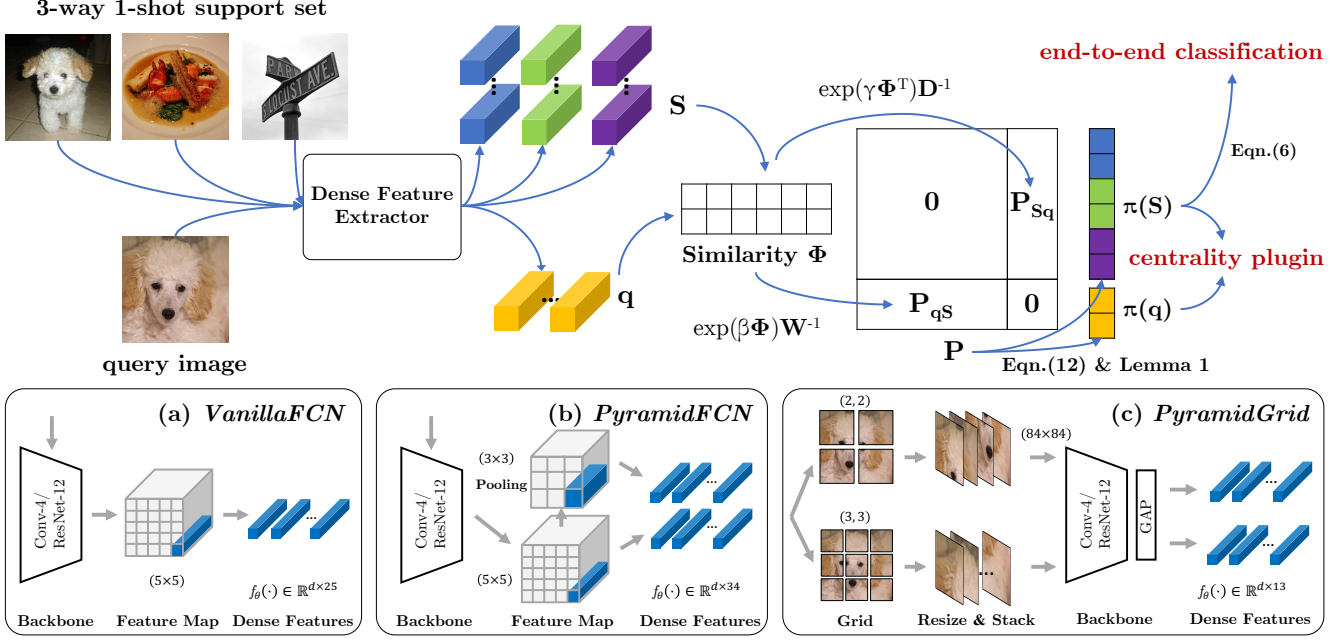 3-way 1-shot support set
PARK
LOCUST AVE.
query image
Dense Feature
Extractor
S
q
Similarity Φ
exp(γΦᵀ)D⁻¹
exp(βΦ)W⁻¹
0
P_Sq
P_qS
0
P
π(S)
π(q)
Eqn.(12) & Lemma 1
end-to-end classification
Eqn.(6)
centrality plugin
(a) VanillaFCN
Conv-4/
ResNet-12
(5×5)
...
f_θ(·) ∈ ℝ^{d×25}
Backbone
Feature Map
Dense Features
(b) PyramidFCN
Conv-4/
ResNet-12
(3×3)
Pooling
(5×5)
...
...
f_θ(·) ∈ ℝ^{d×34}
Backbone
Feature Map
Dense Features
(c) PyramidGrid
(2, 2)
(3, 3)
...
(84×84)
Conv-4/
ResNet-12
GAP
...
...
f_θ(·) ∈ ℝ^{d×13}
Grid
Resize & Stack
Backbone
Dense Features